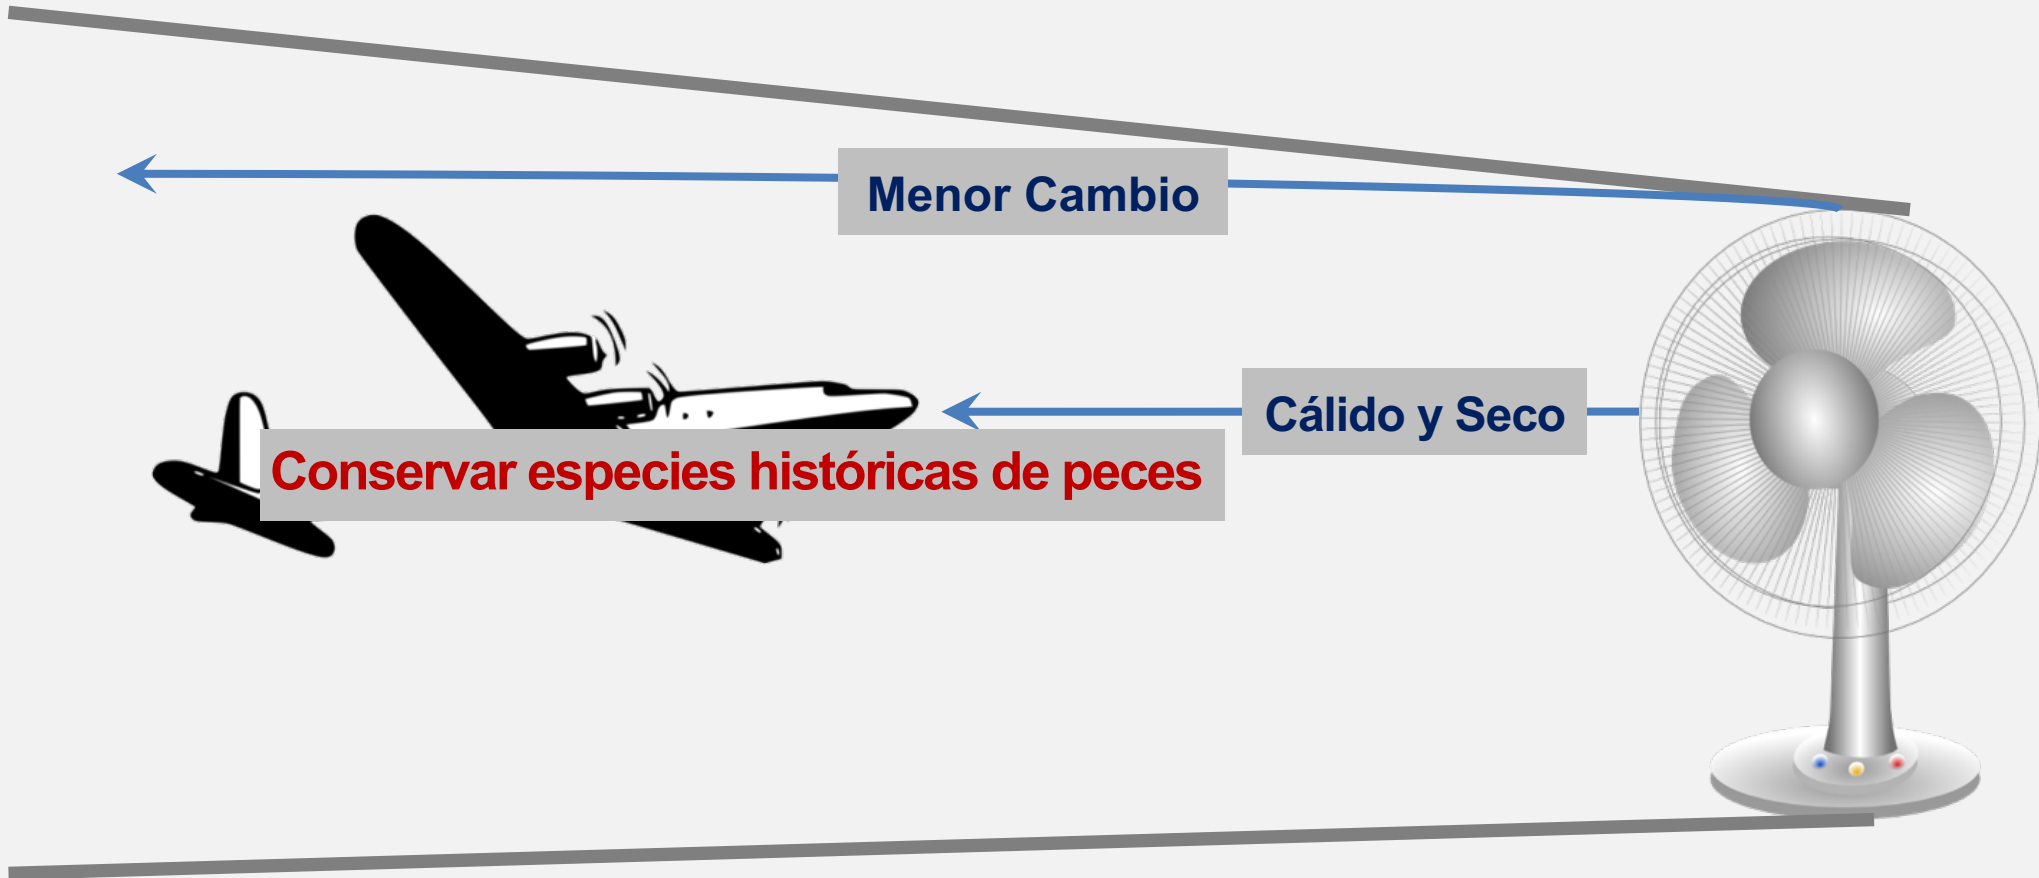 Menor Cambio
Cálido y Seco
Conservar especies históricas de peces